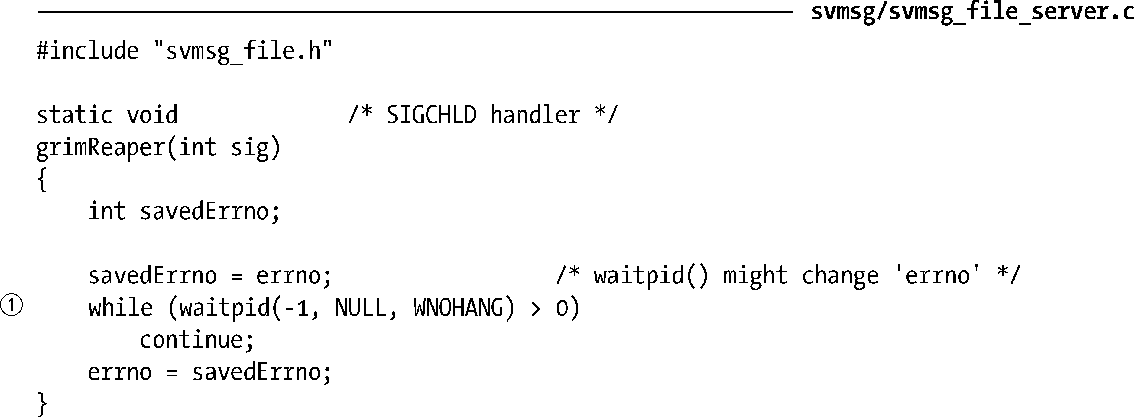 svmsg/svmsg_file_server.c
#include "svmsg_file.h"
static void /* SIGCHLD handler */
grimReaper(int sig)
{
int savedErrno;
savedErrno = errno; /* waitpid() might change 'errno' */
① while (waitpid(-1, NULL, WNOHANG) > 0)
continue;
errno = savedErrno;
}